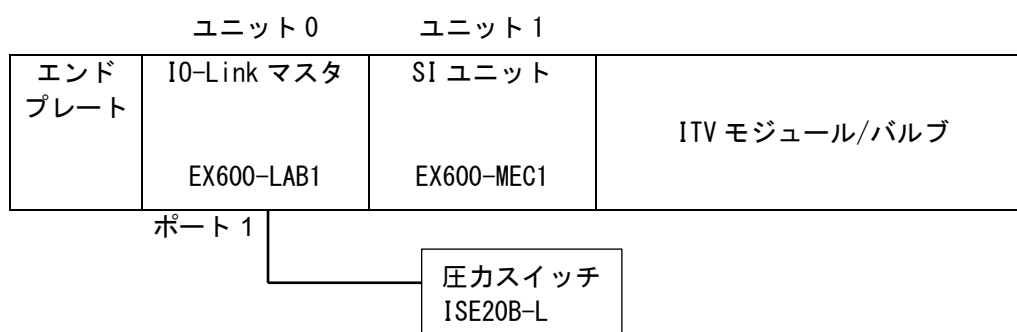 ユニット 0
ユニット 1
エンド
プレート
IO-Link マスタ
EX600-LAB1
SI ユニット
EX600-MEC1
ITV モジュール/バルブ
ポート 1
圧力スイッチ
ISE20B-L